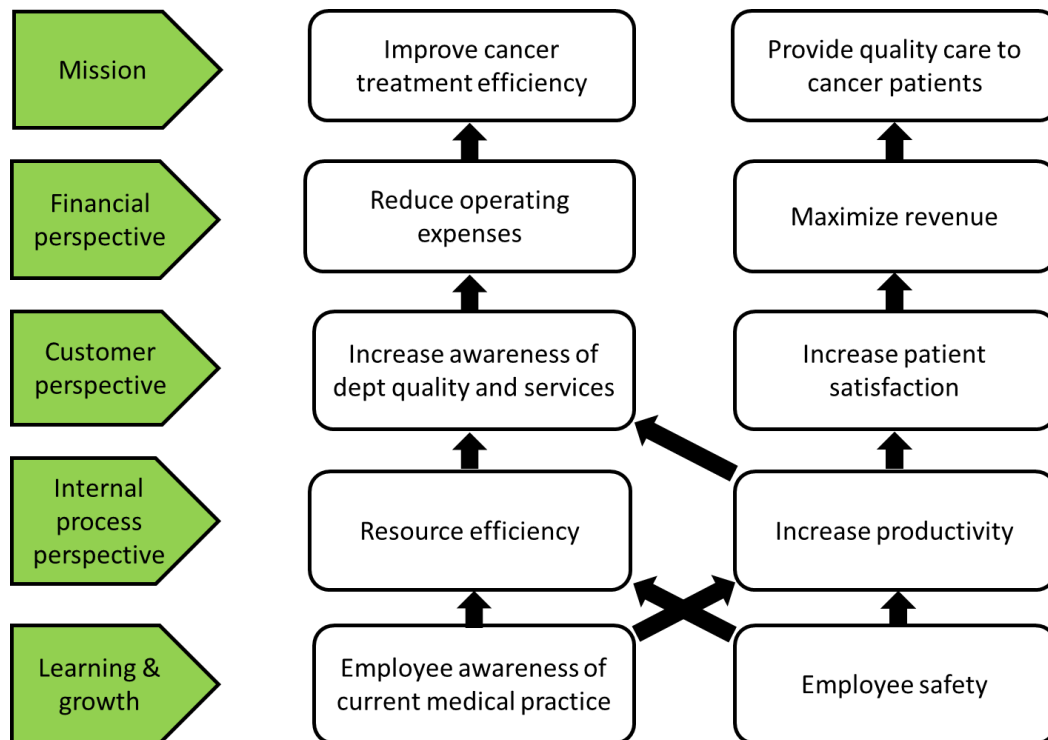 Mission
Improve cancer
treatment efficiency
Provide quality care to
cancer patients
Financial
perspective
Reduce operating
expenses
Maximize revenue
Customer
perspective
Increase awareness of
dept quality and services
Increase patient
satisfaction
Internal
process
perspective
Resource efficiency
Increase productivity
Learning &
growth
Employee awareness of
current medical practice
Employee safety